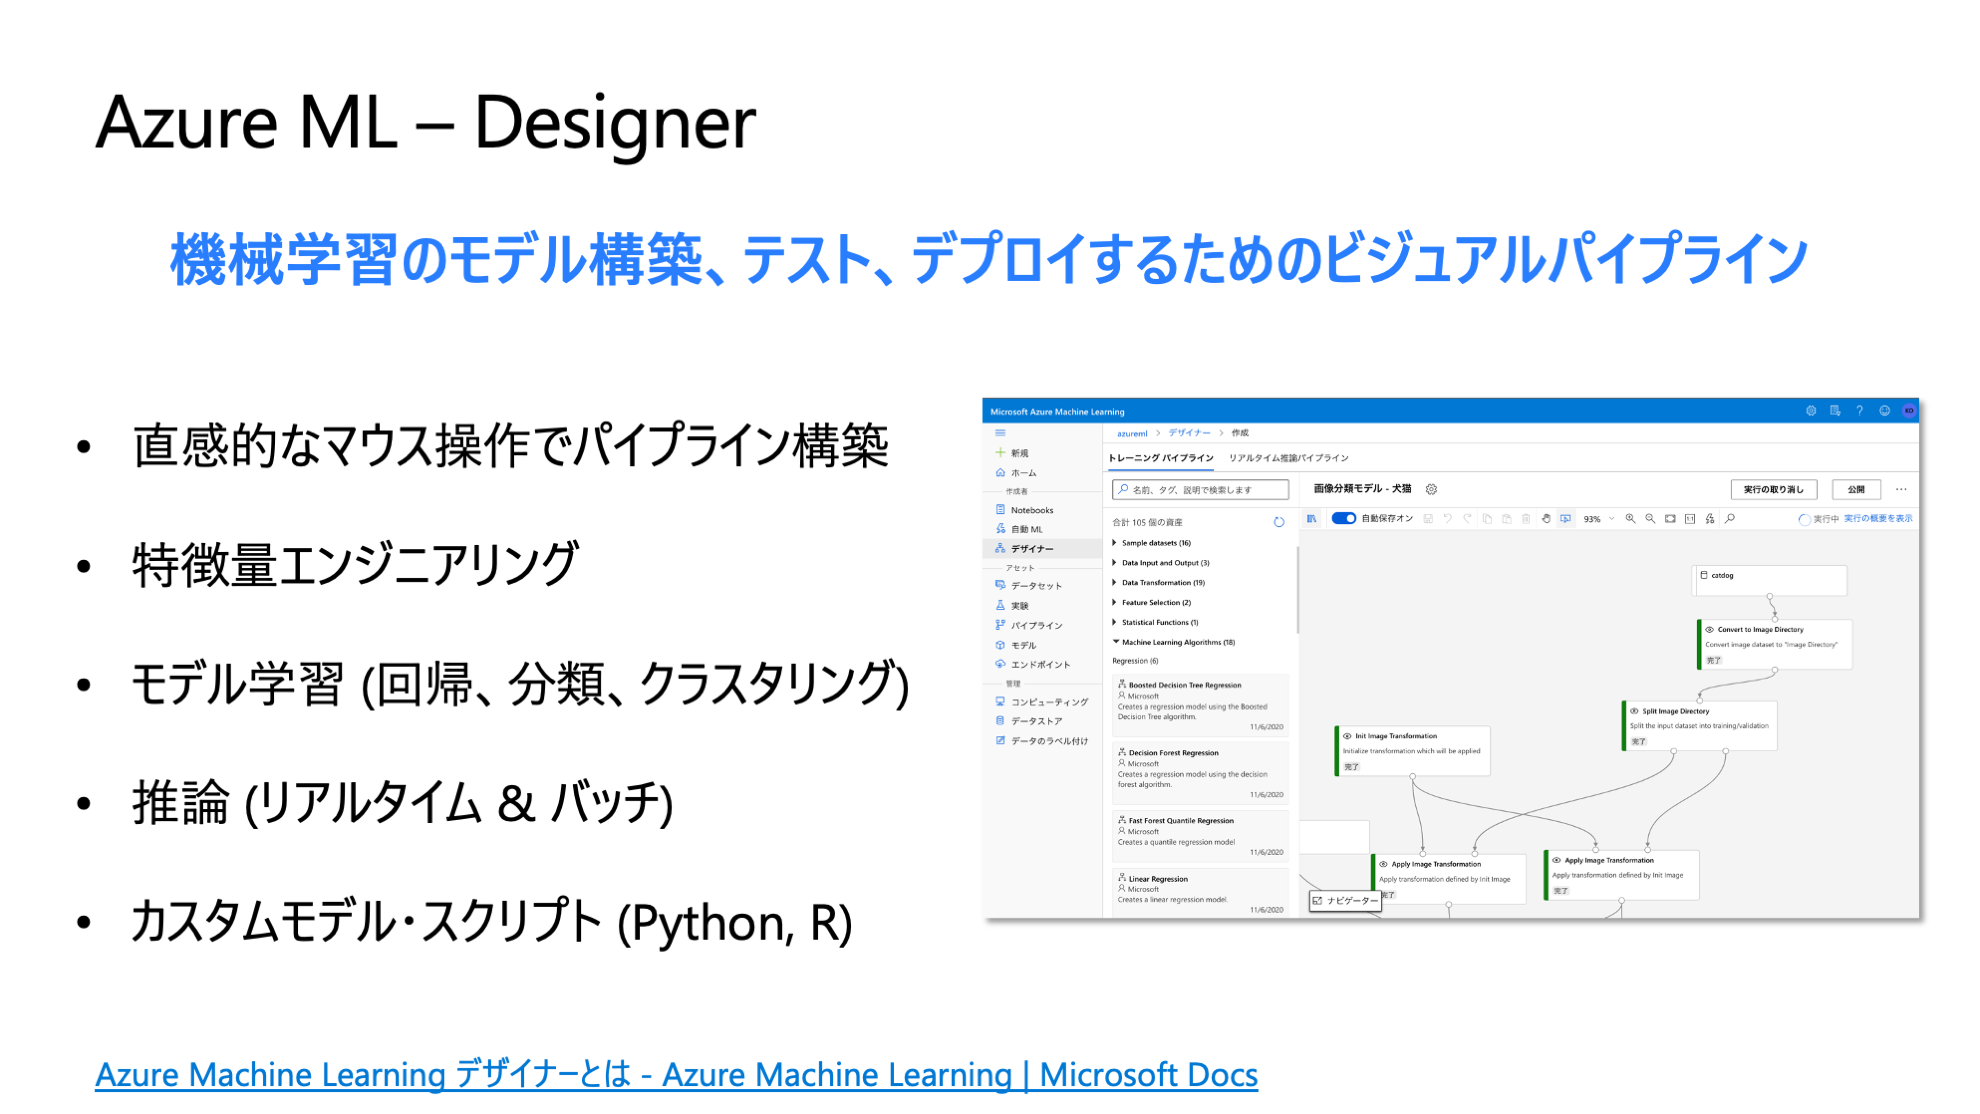 Azure ML – Designer
機械学習のモデル構築、テスト、デプロイするためのビジュアルパイプライン
• 直感的なマウス操作でパイプライン構築
• 特徴量エンジニアリング
• モデル学習 (回帰、分類、クラスタリング)
• 推論 (リアルタイム & バッチ)
• カスタムモデル・スクリプト (Python, R)
Microsoft Azure Machine Learning
KO
新規
ホーム
作成者
Notebooks
自動 ML
デザイナー
アセット
データセット
実験
パイプライン
モデル
エンドポイント
管理
コンピューティング
データストア
データのラベル付け
azureml > デザイナー > 作成
トレーニング パイプライン リアルタイム推論パイプライン
名前、タグ、説明で検索します
合計 105 個の資産
Sample datasets (16)
Data Input and Output (3)
Data Transformation (19)
Feature Selection (2)
Statistical Functions (1)
Machine Learning Algorithms (18)
Regression (6)
Boosted Decision Tree Regression
Microsoft
Creates a regression model using the Boosted
Decision Tree algorithm.
11/6/2020
Decision Forest Regression
Microsoft
Creates a regression model using the decision
forest algorithm.
11/6/2020
Fast Forest Quantile Regression
Microsoft
Creates a quantile regression model
11/6/2020
Linear Regression
Microsoft
Creates a linear regression model.
11/6/2020
画像分類モデル - 犬猫
実行の取り消し 公開 …
自動保存オン 93% 実行中 実行の概要を表示
catdog
Convert to Image Directory
Convert image dataset to "Image Directory"
完了
Split Image Directory
Split the input dataset into training/validation
完了
Init Image Transformation
Initialize transformation which will be applied
完了
Apply Image Transformation
Apply transformation defined by Init Image
完了
Apply Image Transformation
Apply transformation defined by Init Image
完了
ナビゲーター
Azure Machine Learning デザイナーとは - Azure Machine Learning | Microsoft Docs